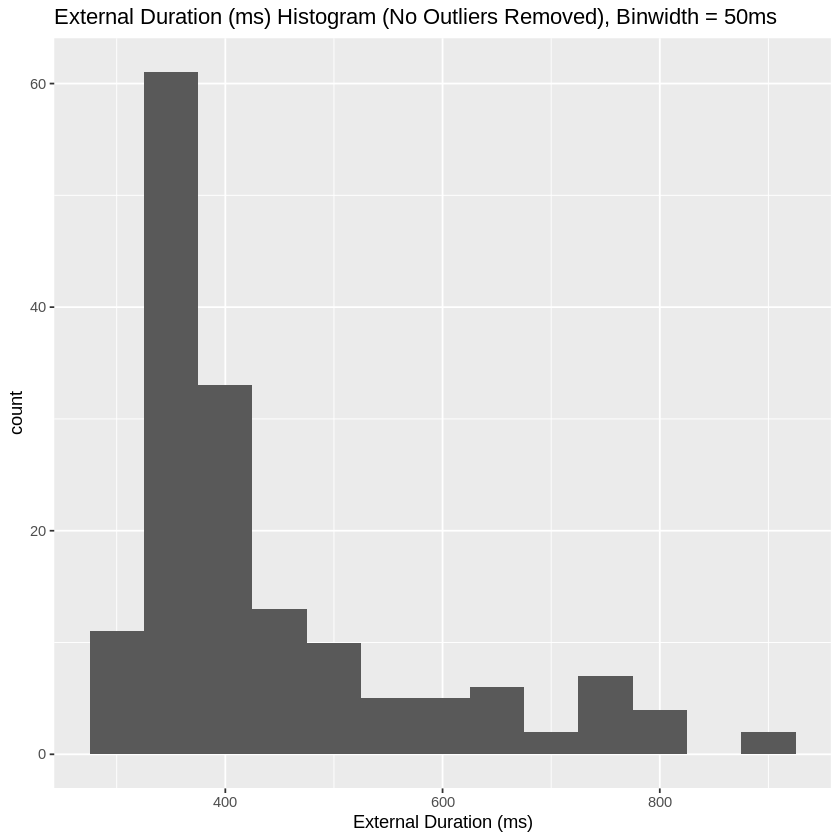 External Duration (ms) Histogram (No Outliers Removed), Binwidth = 50ms
60
40
20
0
count
400 600 800
External Duration (ms)